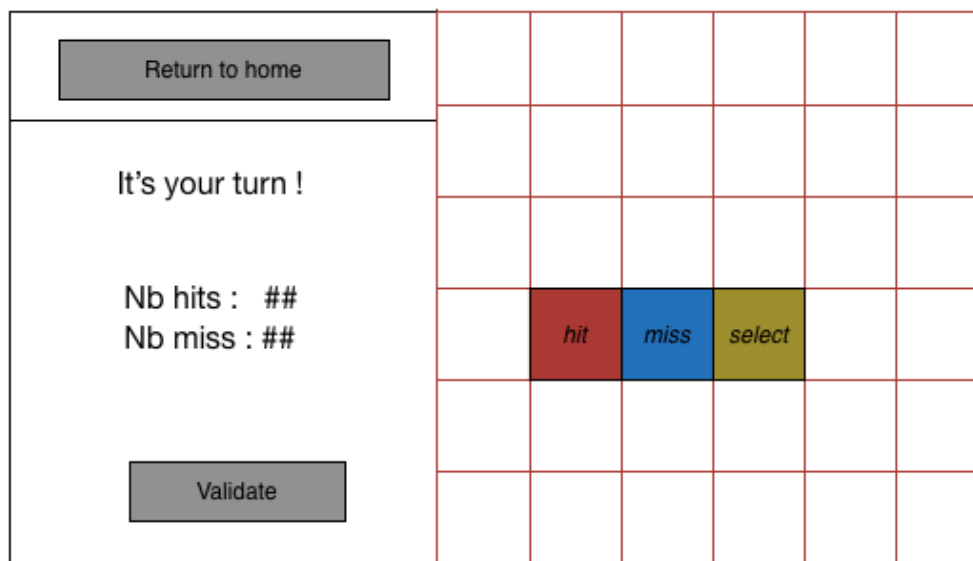 Return to home
It's your turn !
Nb hits :   ##
Nb miss : ##
hit miss select
Validate